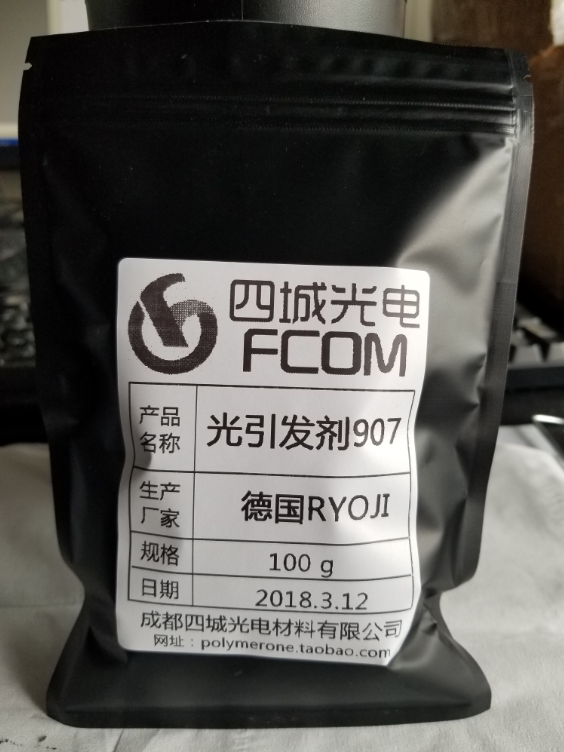 四城光电
FCOM
产品名称 光引发剂907
生产厂家 德国RYOJI
规格 100 g
日期 2018.3.12
成都四城光电材料有限公司
网址：polymerone.taobao.com